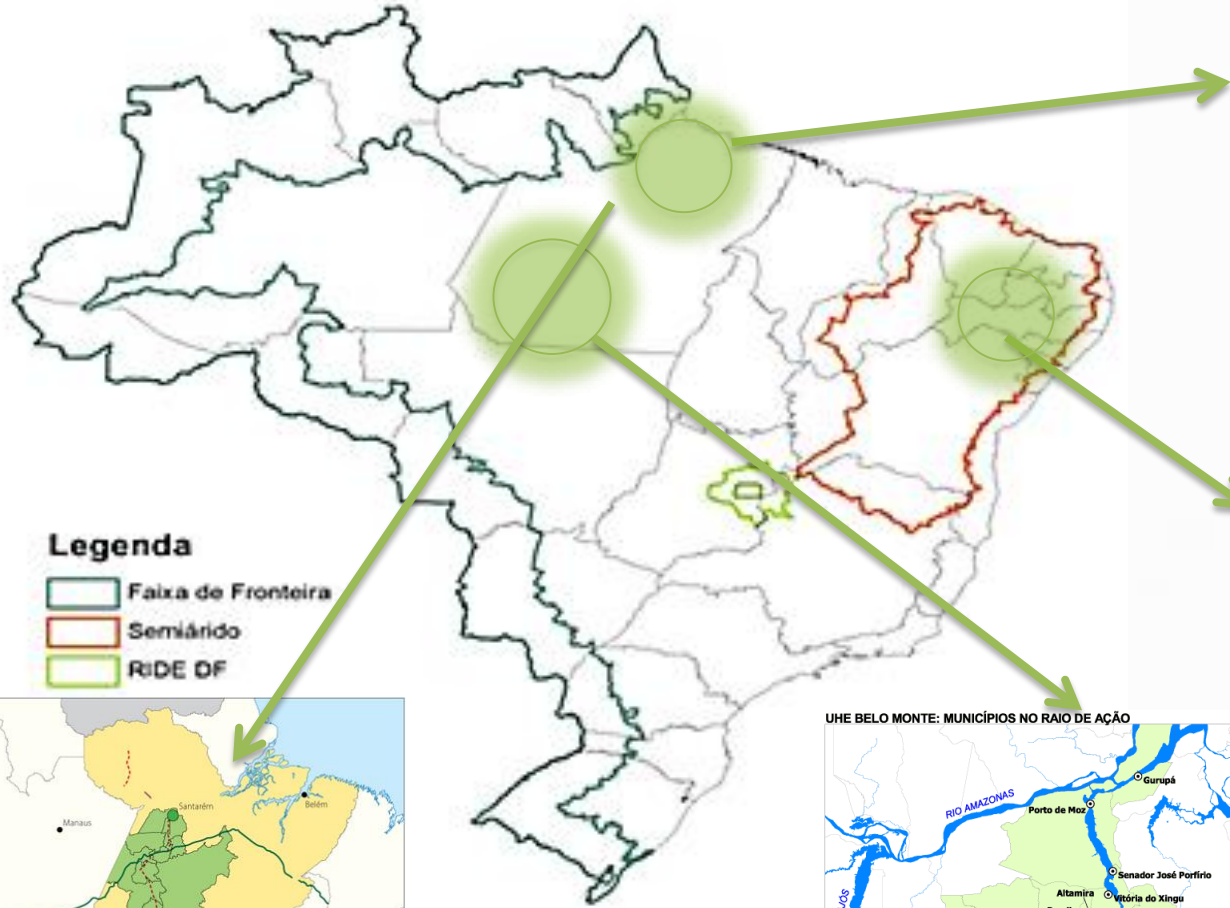 Legenda
Faixa de Fronteira
Semiárido
RIDE DF
Santarém
Belém
Manaus
UHE BELO MONTE: MUNICÍPIOS NO RAIO DE AÇÃO
Gurupá
RIO AMAZONAS
Porto de Moz
Senador José Porfírio
Altamira
Vitória do Xingu